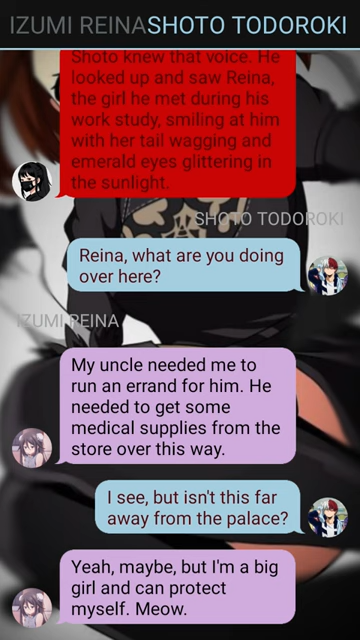 IZUMI REINA SHOTO TODOROKI
Shoto knew that voice. He
looked up and saw Reina,
the girl he met during his
work study, smiling at him
with her tail wagging and
emerald eyes glittering in
the sunlight.
SHOTO TODOROKI
Reina, what are you doing
over here?
IZUMI REINA
My uncle needed me to
run an errand for him. He
needed to get some
medical supplies from the
store over this way.
I see, but isn't this far
away from the palace?
Yeah, maybe, but I'm a big
girl and can protect
myself. Meow.